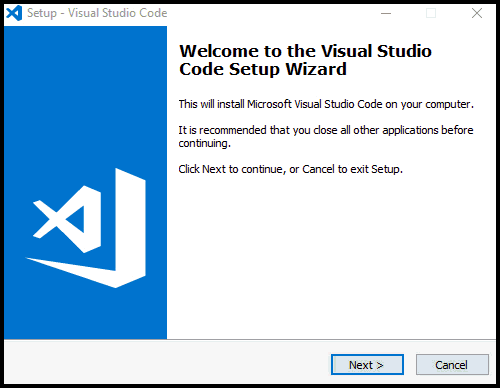 Setup - Visual Studio Code
Welcome to the Visual Studio
Code Setup Wizard
This will install Microsoft Visual Studio Code on your computer.
It is recommended that you close all other applications before
continuing.
Click Next to continue, or Cancel to exit Setup.
Next >
Cancel